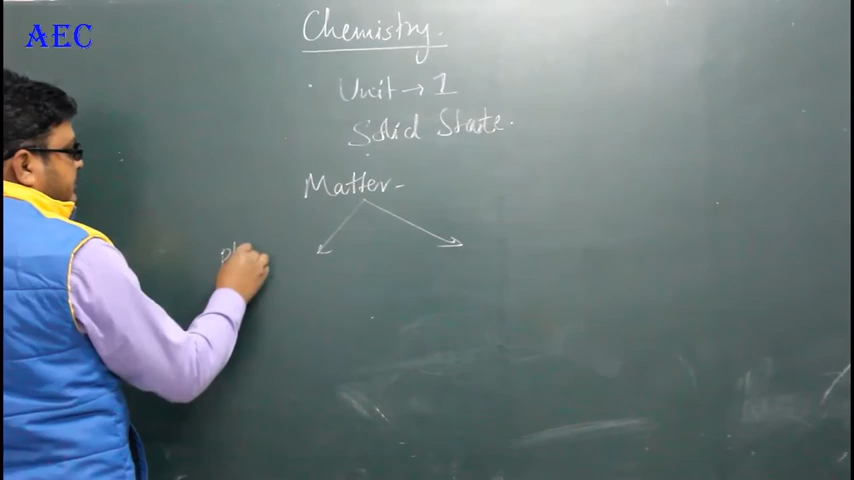 AEC
Chemistry.
• Unit → 1
Solid State.
Matter-